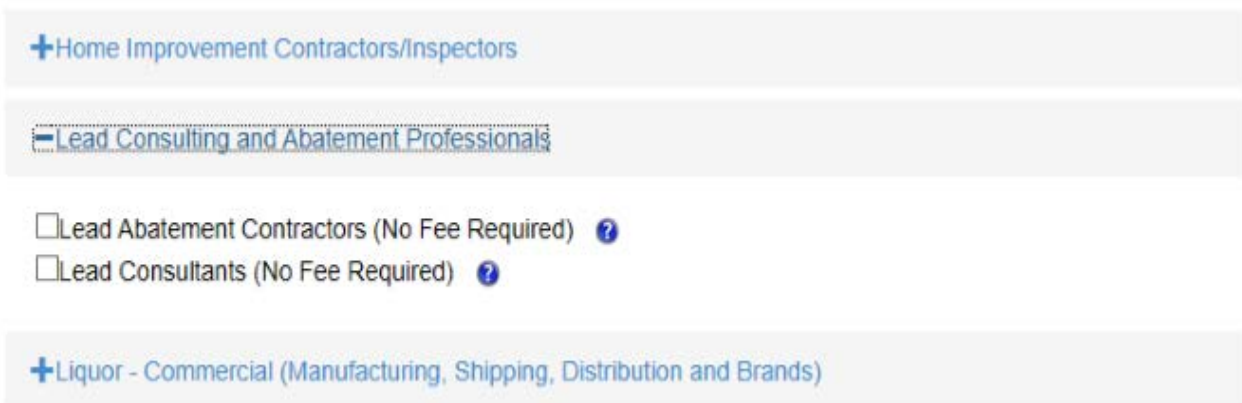 +Home Improvement Contractors/Inspectors
-Lead Consulting and Abatement Professionals
Lead Abatement Contractors (No Fee Required) ?
Lead Consultants (No Fee Required) ?
+Liquor - Commercial (Manufacturing, Shipping, Distribution and Brands)